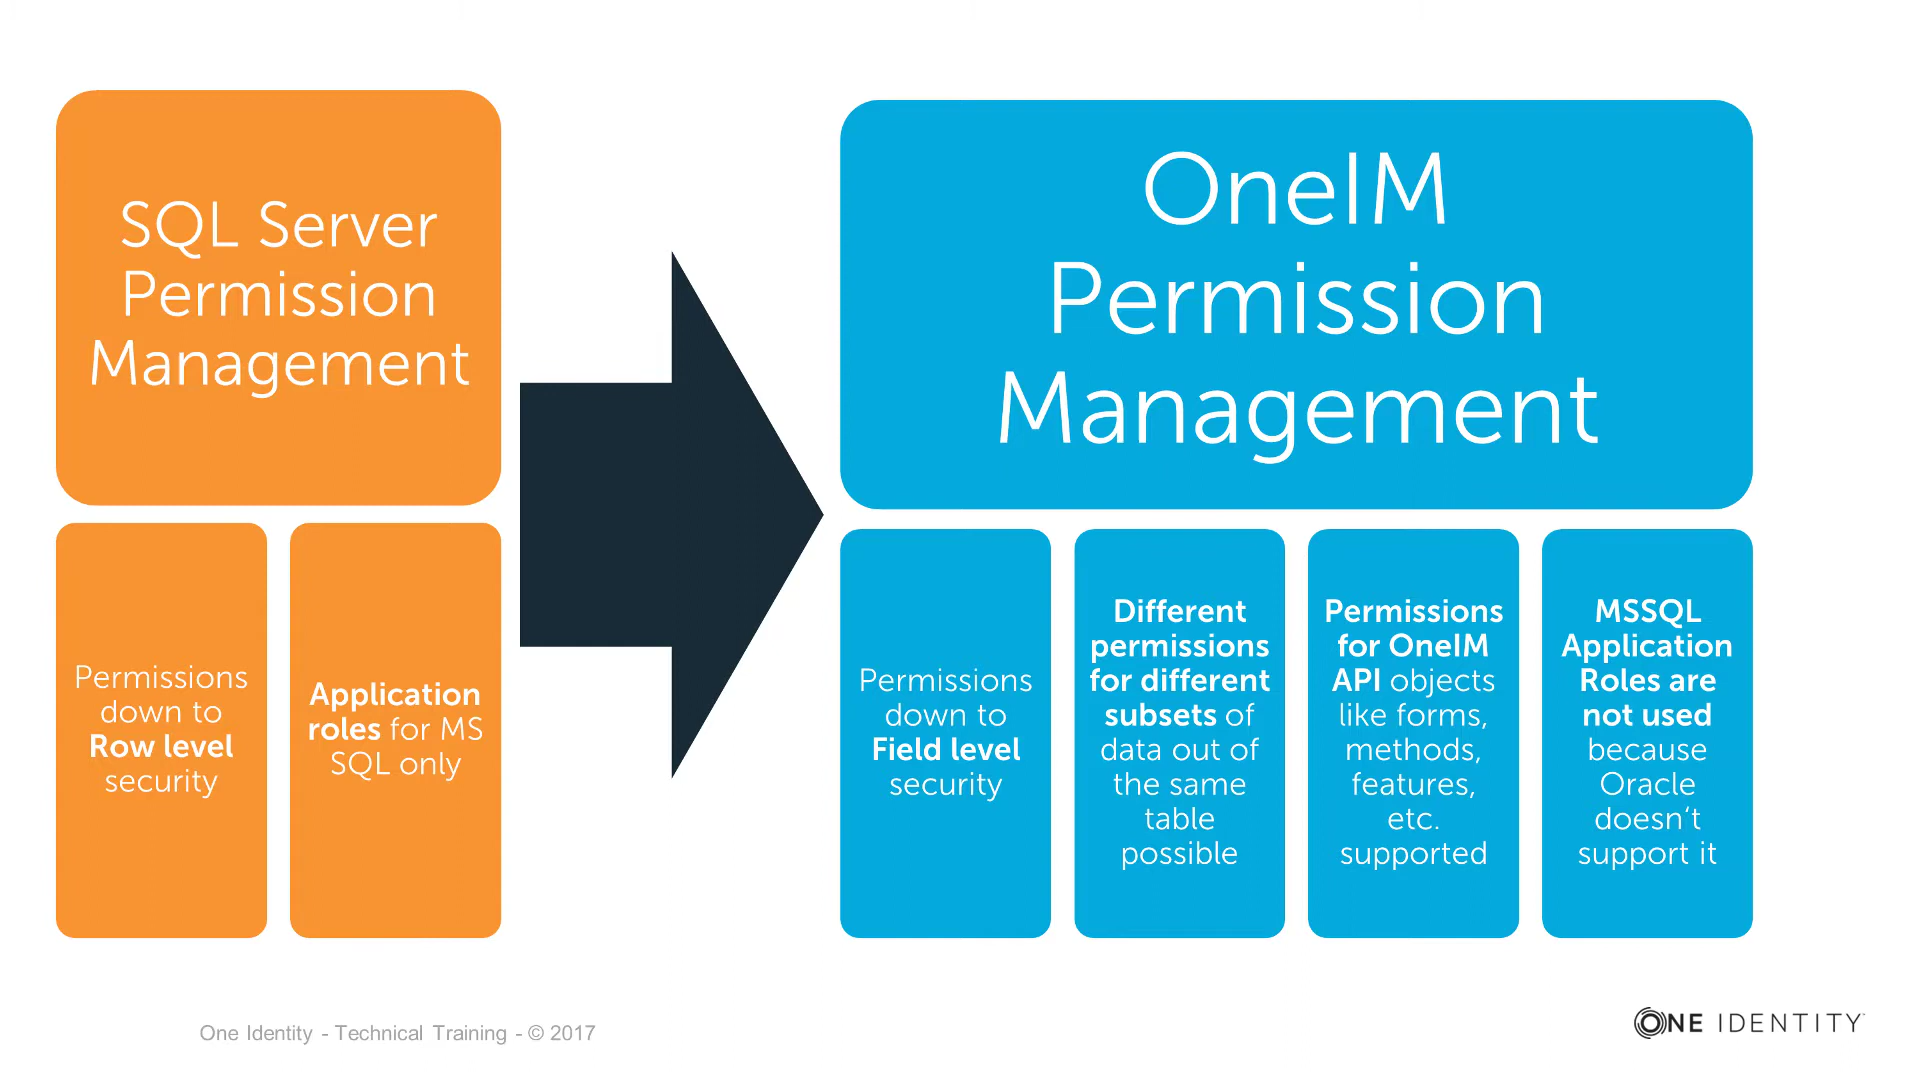 SQL Server
Permission
Management
Permissions
down to
Row level
security
Application
roles for MS
SQL only
OneIM
Permission
Management
Permissions
down to
Field level
security
Different
permissions
for different
subsets of
data out of
the same
table
possible
Permissions
for OneIM
API objects
like forms,
methods,
features,
etc.
supported
MSSQL
Application
Roles are
not used
because
Oracle
doesn‘t
support it
One Identity - Technical Training - © 2017
ONE IDENTITY